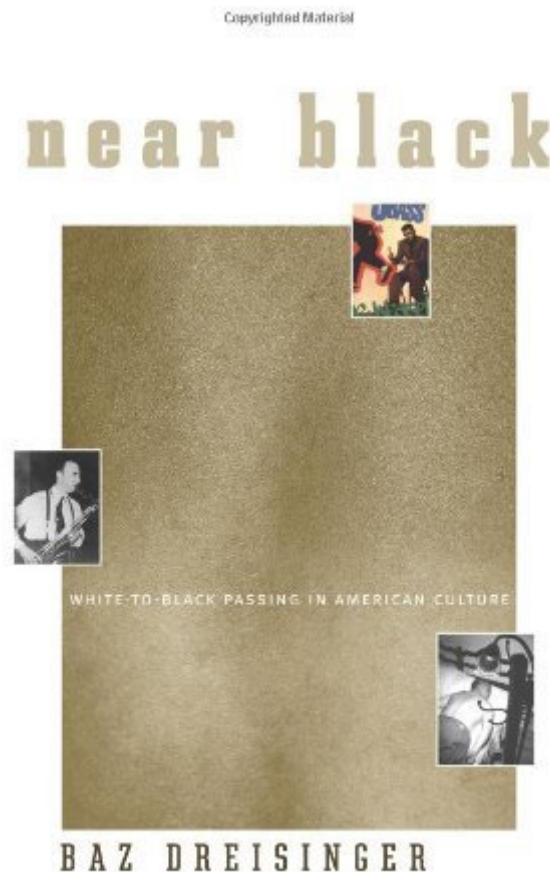 Copyrighted Material
near black
WHITE-TO-BLACK PASSING IN AMERICAN CULTURE
BAZ DREISINGER